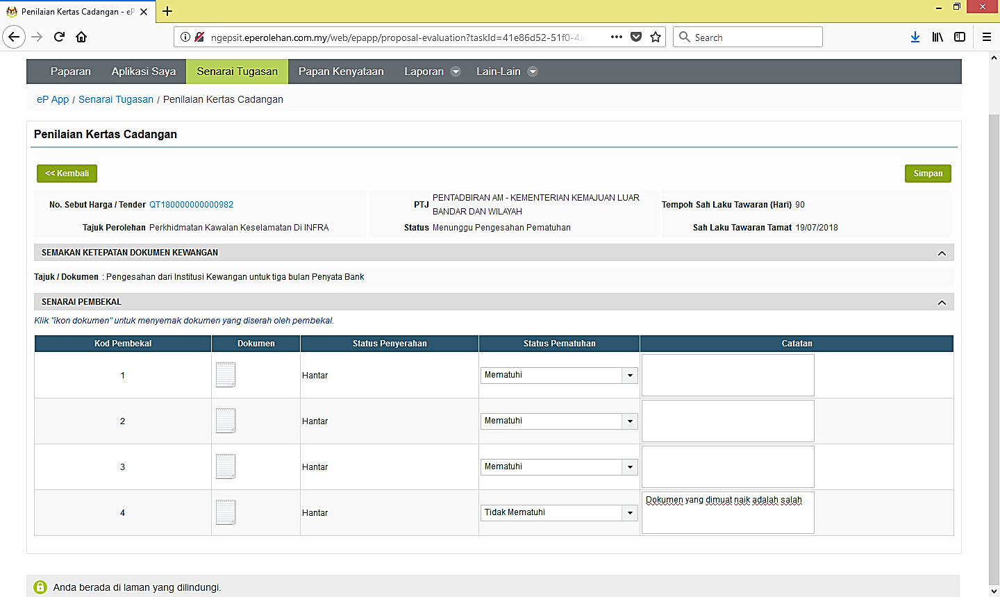 Penilaian Kertas Cadangan - eP
ngepsit.eperolehan.com.my/web/epapp/proposal-evaluation?taskId=41e86d52-51f0-4a
Search
Paparan Aplikasi Saya Senarai Tugasan Papan Kenyataan Laporan Lain-Lain
eP App / Senarai Tugasan / Penilaian Kertas Cadangan
Penilaian Kertas Cadangan
<< Kembali
Simpan
No. Sebut Harga / Tender QT180000000000982
PTJ PENTADBIRAN AM - KEMENTERIAN KEMAJUAN LUAR
BANDAR DAN WILAYAH
Tempoh Sah Laku Tawaran (Hari) 90
Tajuk Perolehan Perkhidmatan Kawalan Keselamatan Di INFRA
Status Menunggu Pengesahan Pematuhan
Sah Laku Tawaran Tamat 19/07/2018
SEMAKAN KETEPATAN DOKUMEN KEWANGAN
Tajuk / Dokumen : Pengesahan dari Institusi Kewangan untuk tiga bulan Penyata Bank
SENARAI PEMBEKAL
Klik "ikon dokumen" untuk menyemak dokumen yang diserah oleh pembekal.
Kod Pembekal Dokumen Status Penyerahan Status Pematuhan Catatan
1 Hantar Mematuhi
2 Hantar Mematuhi
3 Hantar Mematuhi
4 Hantar Tidak Mematuhi Dokumen yang dimuat naik adalah salah
Anda berada di laman yang dilindungi.